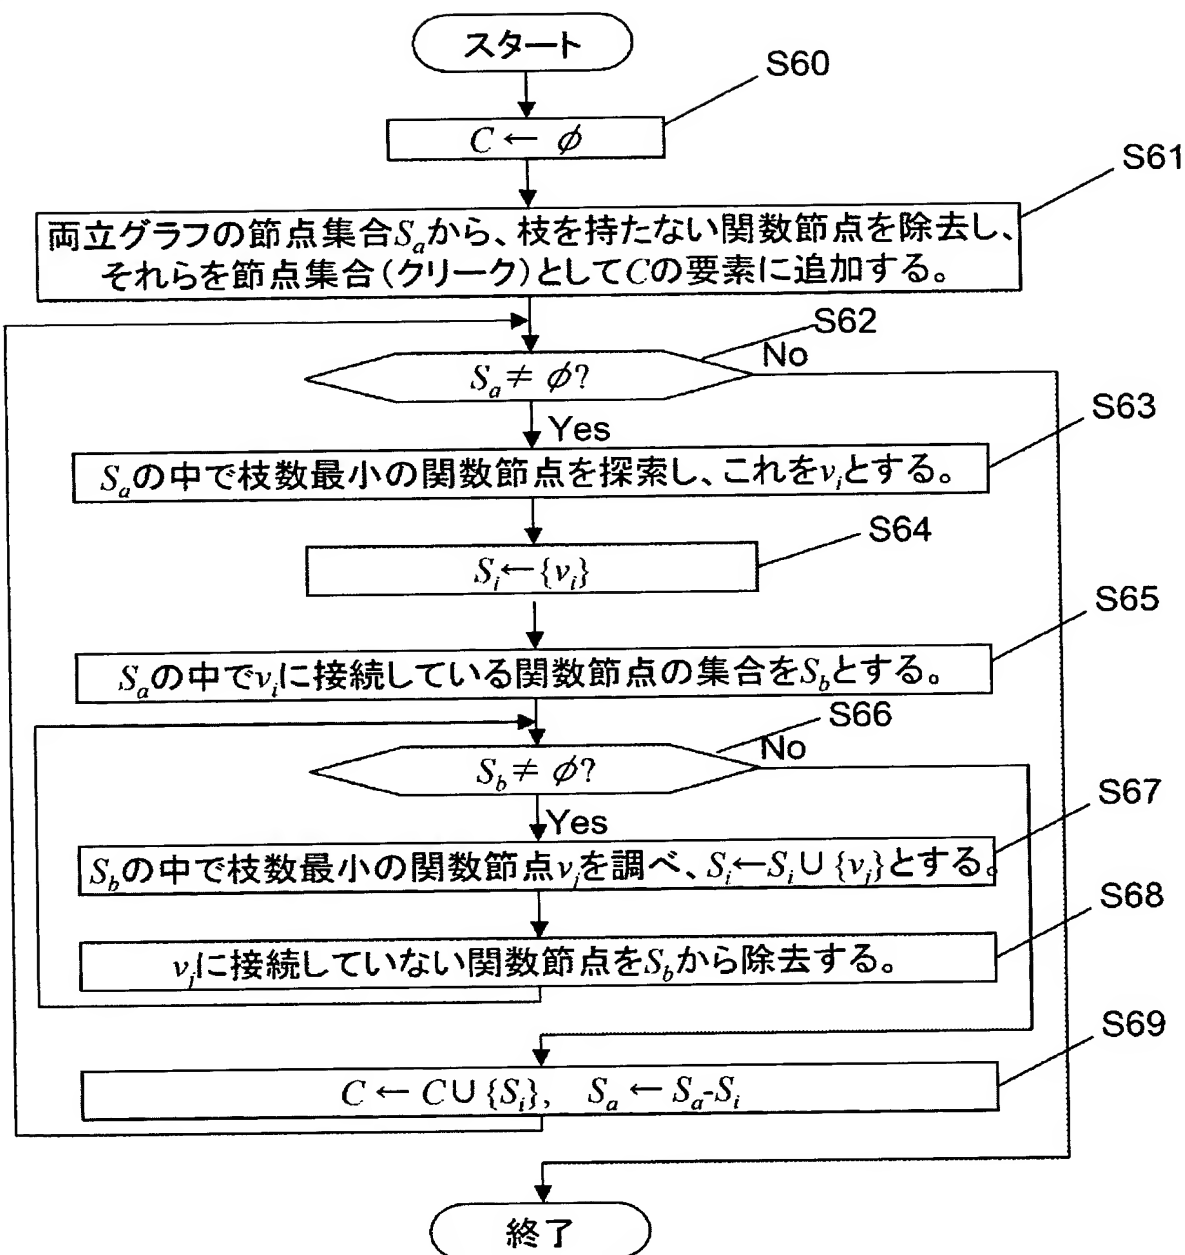 スタート
S60
C ← φ
S61
両立グラフの節点集合Saから、枝を持たない関数節点を除去し、
それらを節点集合(クリーク)としてCの要素に追加する。
S62
Sa ≠ φ?
No
Yes
S63
Saの中で枝数最小の関数節点を探索し、これをviとする。
S64
Si←{vi}
S65
Saの中でviに接続している関数節点の集合をSbとする。
S66
Sb ≠ φ?
No
Yes
S67
Sbの中で枝数最小の関数節点vjを調べ、Si←Si∪{vj}とする。
S68
vjに接続していない関数節点をSbから除去する。
S69
C ← C∪{Si}, Sa ← Sa-Si
終了